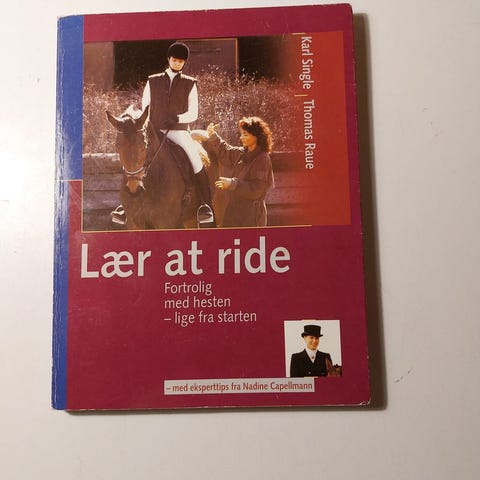 Karl Single | Thomas Raue
Lær at ride
Fortrolig
med hesten
– lige fra starten
– med eksperttips fra Nadine Capellmann